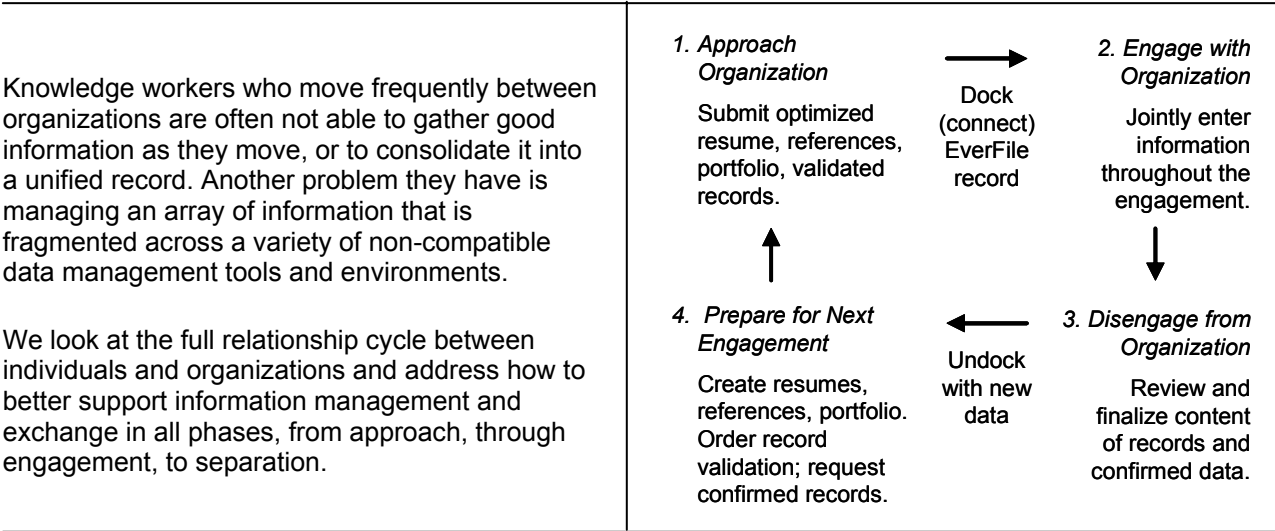 Knowledge workers who move frequently between
organizations are often not able to gather good
information as they move, or to consolidate it into
a unified record. Another problem they have is
managing an array of information that is
fragmented across a variety of non-compatible
data management tools and environments.
We look at the full relationship cycle between
individuals and organizations and address how to
better support information management and
exchange in all phases, from approach, through
engagement, to separation.
1. Approach
Organization
Submit optimized
resume, references,
portfolio, validated
records.
Dock
(connect)
EverFile
record
2. Engage with
Organization
Jointly enter
information
throughout the
engagement.
3. Disengage from
Organization
Review and
finalize content
of records and
confirmed data.
Undock
with new
data
4. Prepare for Next
Engagement
Create resumes,
references, portfolio.
Order record
validation; request
confirmed records.